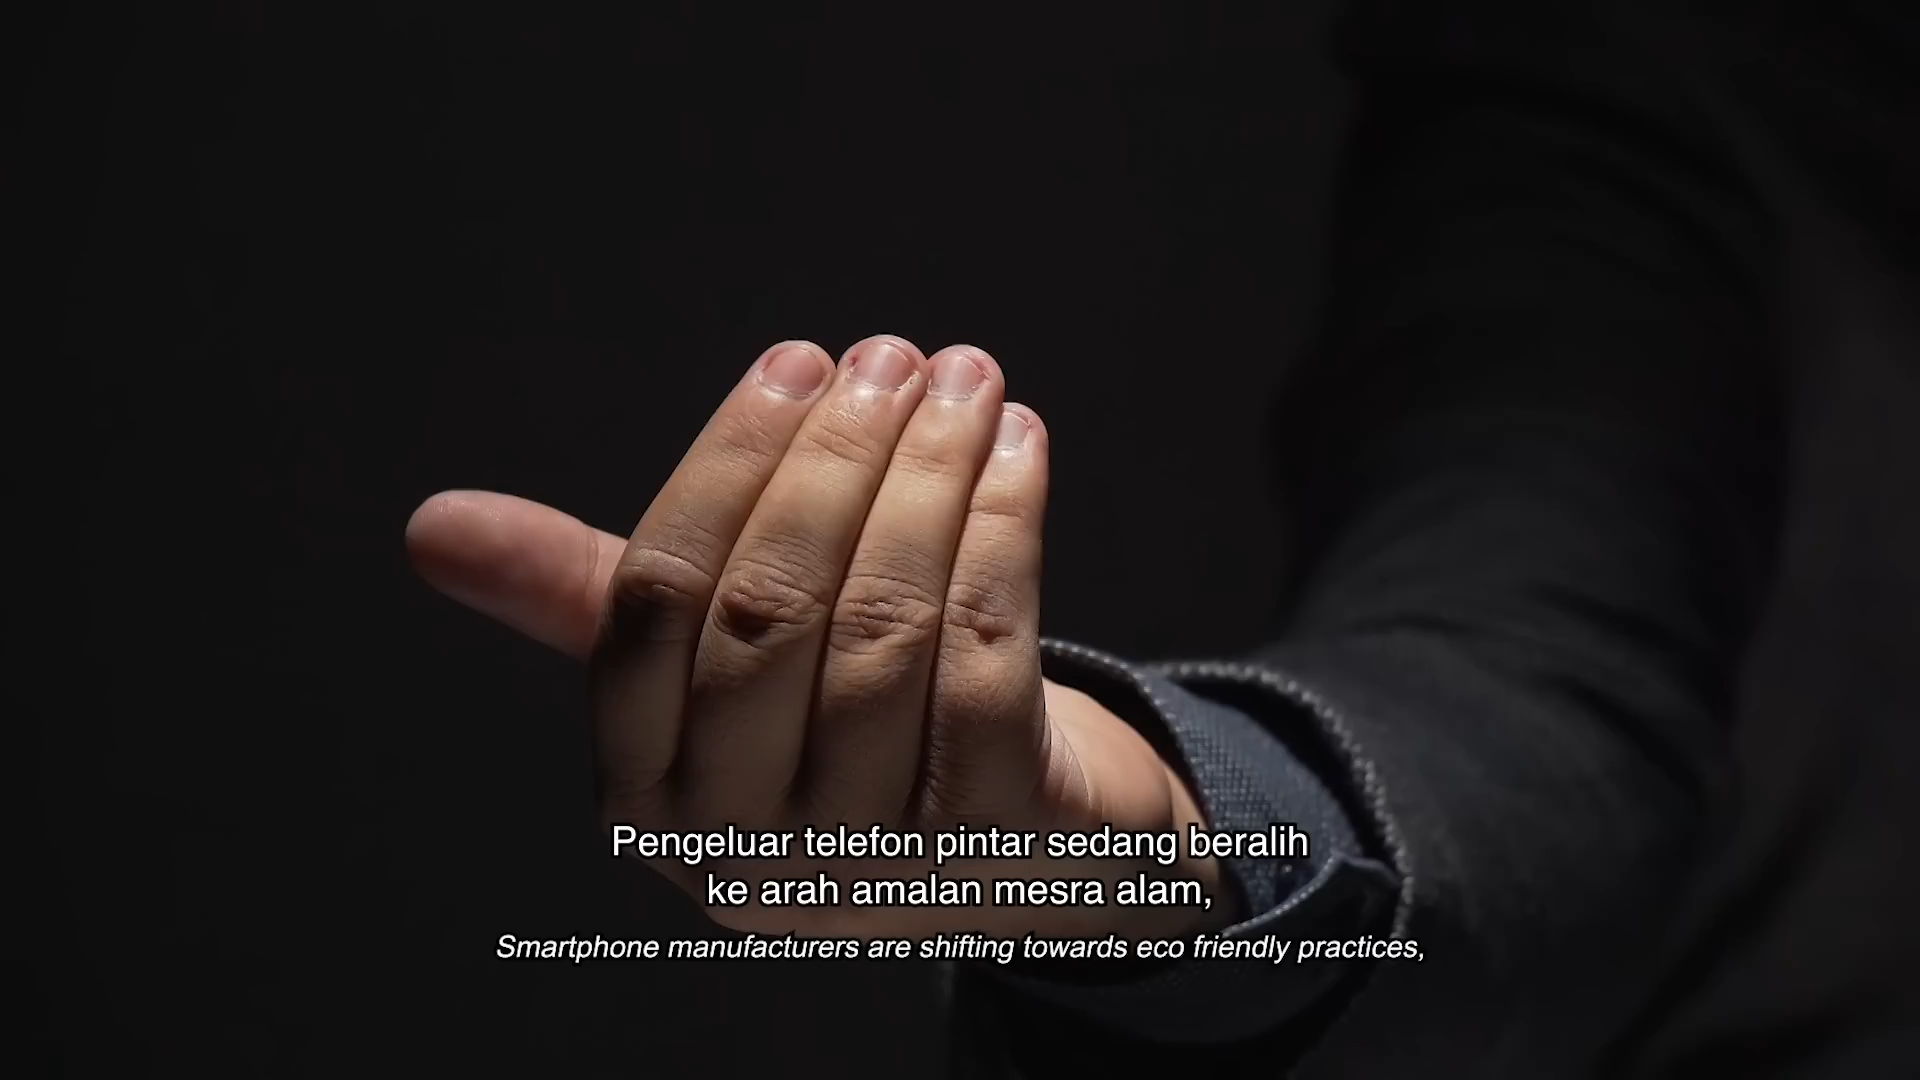 Pengeluar telefon pintar sedang beralih
ke arah amalan mesra alam,
Smartphone manufacturers are shifting towards eco friendly practices,